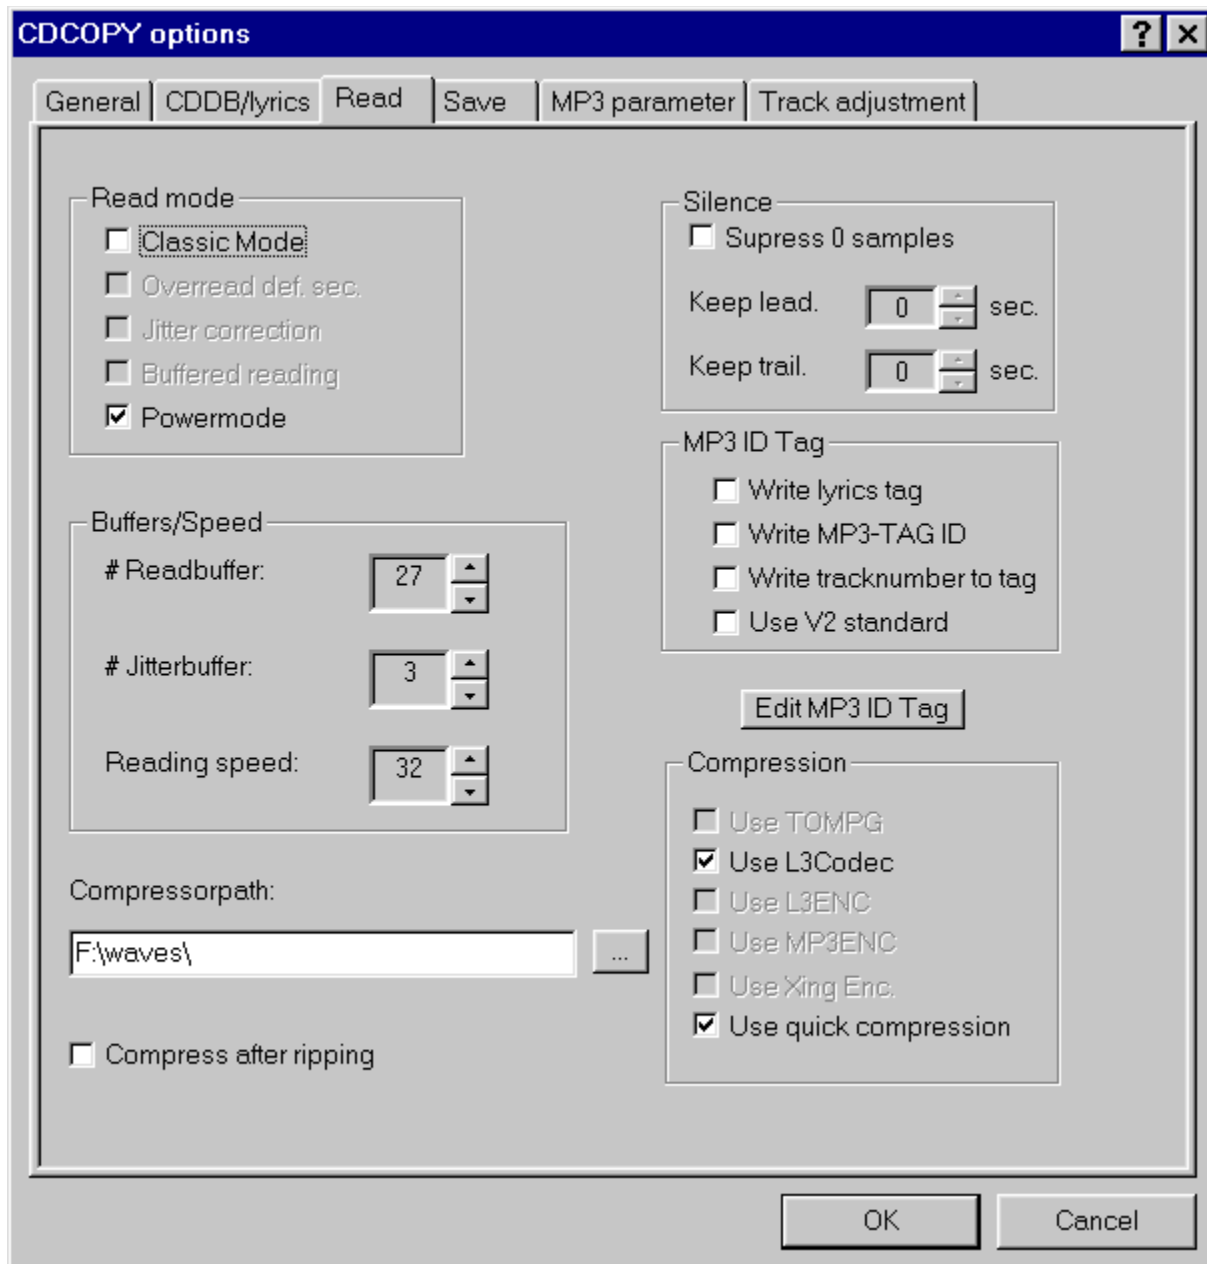 CDCOPY options
General
CDDB/lyrics
Read
Save
MP3 parameter
Track adjustment
Read mode
Classic Mode
Overread def. sec.
Jitter correction
Buffered reading
Powermode
Buffers/Speed
# Readbuffer: 27
# Jitterbuffer: 3
Reading speed: 32
Compressorpath:
F:\waves\
...
Compress after ripping
Silence
Supress 0 samples
Keep lead. 0 sec.
Keep trail. 0 sec.
MP3 ID Tag
Write lyrics tag
Write MP3-TAG ID
Write tracknumber to tag
Use V2 standard
Edit MP3 ID Tag
Compression
Use TOMPG
Use L3Codec
Use L3ENC
Use MP3ENC
Use Xing Enc.
Use quick compression
OK
Cancel